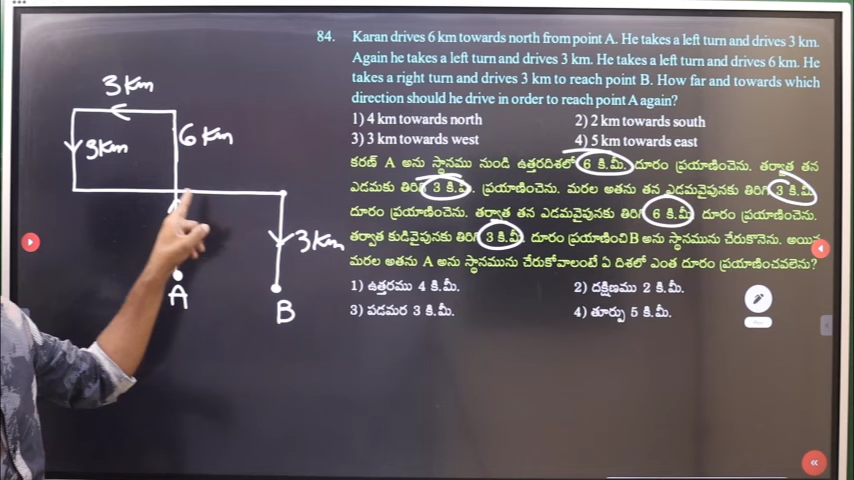 84. Karan drives 6 km towards north from point A. He takes a left turn and drives 3 km.
Again he takes a left turn and drives 3 km. He takes a left turn and drives 6 km. He
takes a right turn and drives 3 km to reach point B. How far and towards which
direction should he drive in order to reach point A again?
1) 4 km towards north 2) 2 km towards south
3) 3 km towards west 4) 5 km towards east
కరణ్ A అను స్థానము నుండి ఉత్తరదిశలో 6 కి.మీ. దూరం ప్రయాణించెను. తర్వాత తన
ఎడమకు తిరిగి 3 కి.మీ. ప్రయాణించెను. మరల అతను తన ఎడమవైపునకు తిరిగి 3 కి.మీ
దూరం ప్రయాణించెను. తర్వాత తన ఎడమవైపునకు తిరిగి 6 కి.మీ దూరం ప్రయాణించెను.
తర్వాత కుడివైపునకు తిరిగి 3 కి.మీ. దూరం ప్రయాణించి B అను స్థానమును చేరుకొనెను. అయిన
మరల అతను A అను స్థానమును చేరుకోవాలంటే ఏ దిశలో ఎంత దూరం ప్రయాణించవలెను?
1) ఉత్తరము 4 కి.మీ. 2) దక్షిణము 2 కి.మీ.
3) పడమర 3 కి.మీ. 4) తూర్పు 5 కి.మీ.
3 Km
6 Km
3 Km
3 Km
A
B